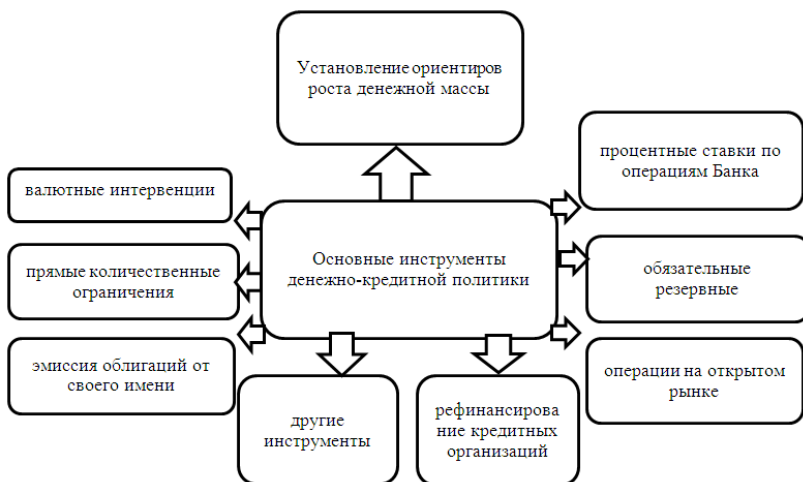 Установление ориентиров
роста денежной массы
процентные ставки по
операциям Банка
валютные интервенции
Основные инструменты
денежно-кредитной политики
прямые количественные
ограничения
обязательные
резервные
эмиссия облигаций от
своего имени
операции на открытом
рынке
другие
инструменты
рефинансирова
ние кредитных
организаций